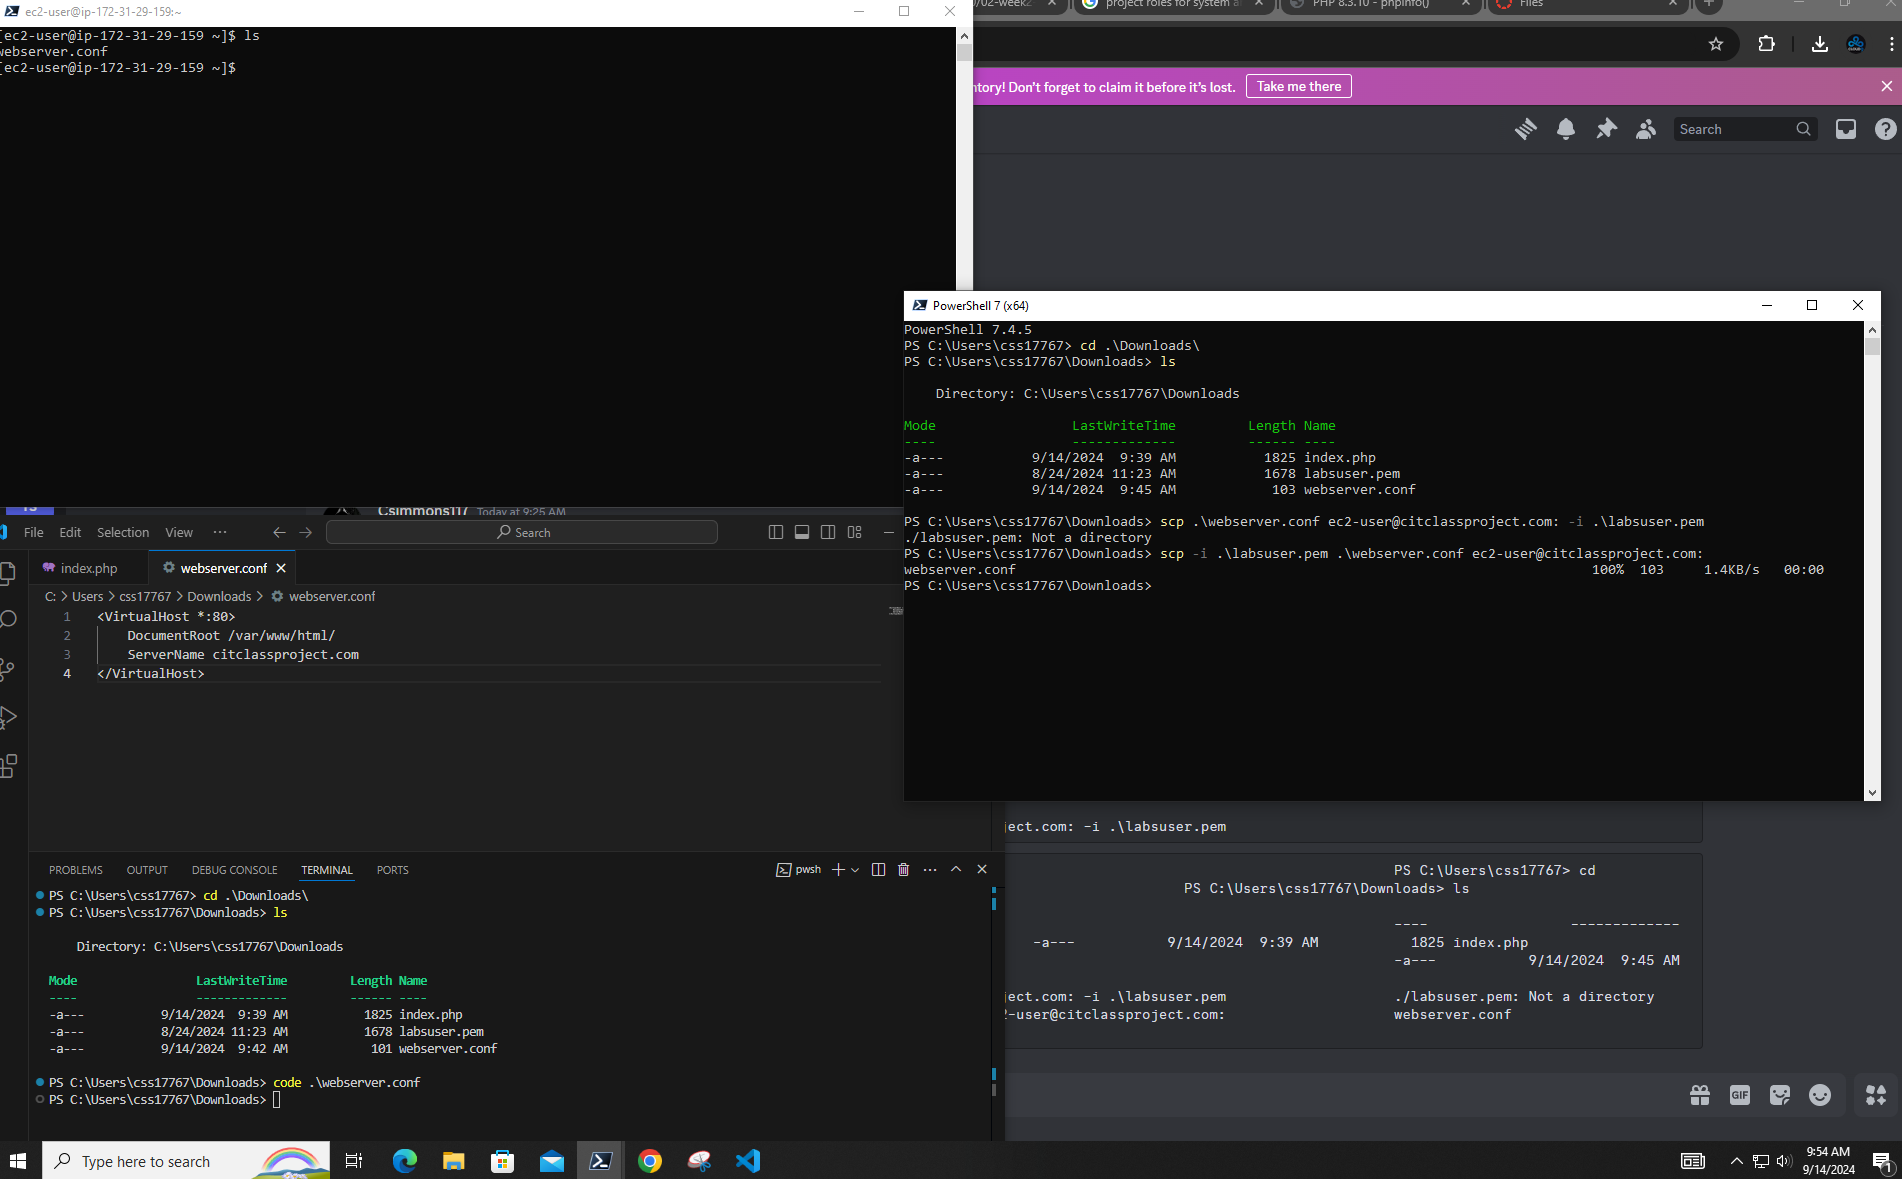 ec2-user@ip-172-31-29-159:~
[ec2-user@ip-172-31-29-159 ~]$ ls
webserver.conf
[ec2-user@ip-172-31-29-159 ~]$
project roles for system a
PHP 8.3.10 - phpinfo()
Files
ntory! Don't forget to claim it before it's lost.
Take me there
Search
PowerShell 7 (x64)
PowerShell 7.4.5
PS C:\Users\css17767> cd .\Downloads\
PS C:\Users\css17767\Downloads> ls
Directory: C:\Users\css17767\Downloads
Mode LastWriteTime Length Name
---- ------------- ------ ----
-a--- 9/14/2024 9:39 AM 1825 index.php
-a--- 8/24/2024 11:23 AM 1678 labsuser.pem
-a--- 9/14/2024 9:45 AM 103 webserver.conf
PS C:\Users\css17767\Downloads> scp .\webserver.conf ec2-user@citclassproject.com: -i .\labsuser.pem
./labsuser.pem: Not a directory
PS C:\Users\css17767\Downloads> scp -i .\labsuser.pem .\webserver.conf ec2-user@citclassproject.com:
webserver.conf 100% 103 1.4KB/s 00:00
PS C:\Users\css17767\Downloads>
Csimmons117 Today at 9:25 AM
File Edit Selection View ··· Search
index.php webserver.conf
C: > Users > css17767 > Downloads > webserver.conf
1 <VirtualHost *:80>
2 DocumentRoot /var/www/html/
3 ServerName citclassproject.com
4 </VirtualHost>
PROBLEMS OUTPUT DEBUG CONSOLE TERMINAL PORTS pwsh
PS C:\Users\css17767> cd .\Downloads\
PS C:\Users\css17767\Downloads> ls
Directory: C:\Users\css17767\Downloads
Mode LastWriteTime Length Name
---- ------------- ------ ----
-a--- 9/14/2024 9:39 AM 1825 index.php
-a--- 8/24/2024 11:23 AM 1678 labsuser.pem
-a--- 9/14/2024 9:42 AM 101 webserver.conf
PS C:\Users\css17767\Downloads> code .\webserver.conf
PS C:\Users\css17767\Downloads>
ject.com: -i .\labsuser.pem
PS C:\Users\css17767> cd
PS C:\Users\css17767\Downloads> ls
---- -------------
-a--- 9/14/2024 9:39 AM 1825 index.php
-a--- 9/14/2024 9:45 AM
ject.com: -i .\labsuser.pem ./labsuser.pem: Not a directory
2-user@citclassproject.com: webserver.conf
GIF
Type here to search
9:54 AM
9/14/2024
1